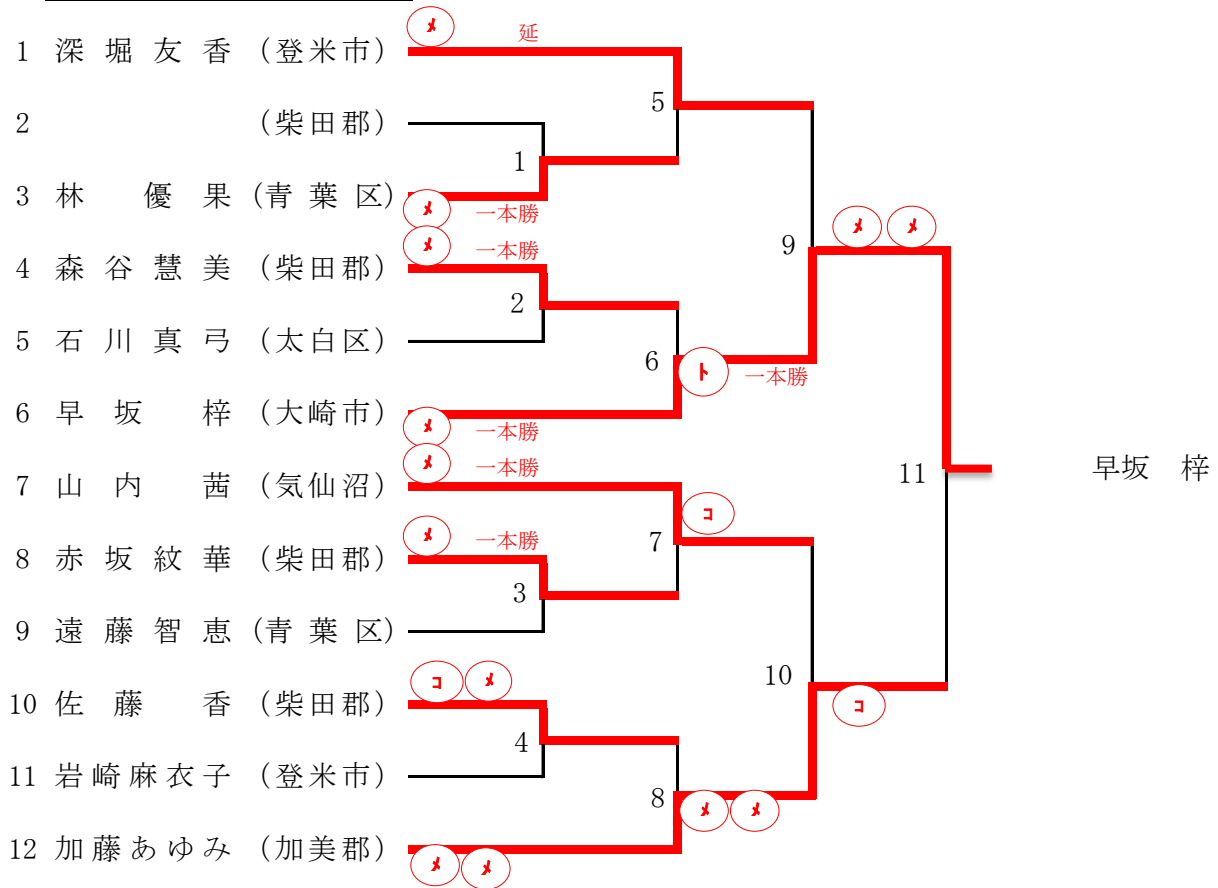 メ 延
1 深堀友香 (登米市)
5
2 (柴田郡)
1
3 林 優果 (青葉区)
メ 一本勝
メ 一本勝
メ メ
9
4 森谷慧美 (柴田郡)
2
5 石川真弓 (太白区)
6
ト 一本勝
6 早坂 梓 (大崎市)
メ 一本勝
メ 一本勝
11 早坂 梓
7 山内 茜 (気仙沼)
コ
メ 一本勝
7
8 赤坂紋華 (柴田郡)
3
9 遠藤智恵 (青葉区)
コ メ
10
10 佐藤 香 (柴田郡)
コ
4
11 岩崎麻衣子 (登米市)
8
メ メ
12 加藤あゆみ (加美郡)
メ メ